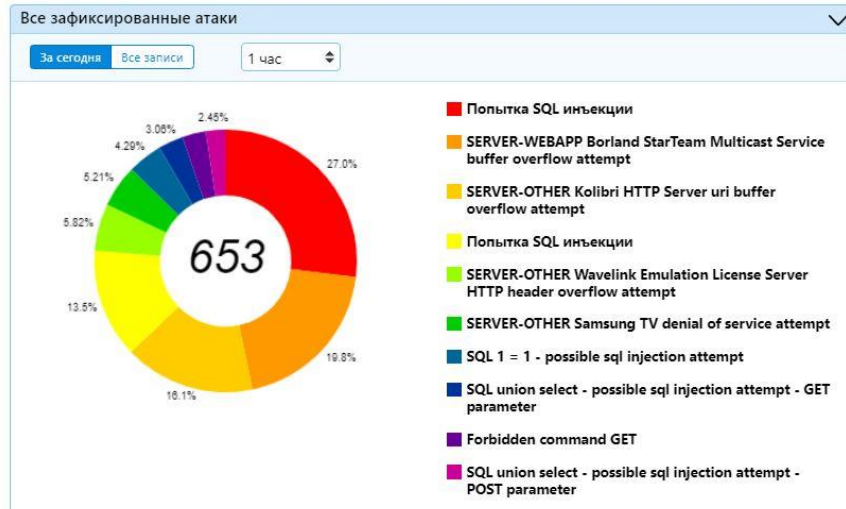 Все зафиксированные атаки
За сегодня Все записи 1 час
2.45%
3.06%
4.29%
27.0%
5.21%
5.82%
653
13.5%
19.8%
16.1%
Попытка SQL инъекции
SERVER-WEBAPP Borland StarTeam Multicast Service
buffer overflow attempt
SERVER-OTHER Kolibri HTTP Server uri buffer
overflow attempt
Попытка SQL инъекции
SERVER-OTHER Wavelink Emulation License Server
HTTP header overflow attempt
SERVER-OTHER Samsung TV denial of service attempt
SQL 1 = 1 - possible sql injection attempt
SQL union select - possible sql injection attempt - GET
parameter
Forbidden command GET
SQL union select - possible sql injection attempt -
POST parameter